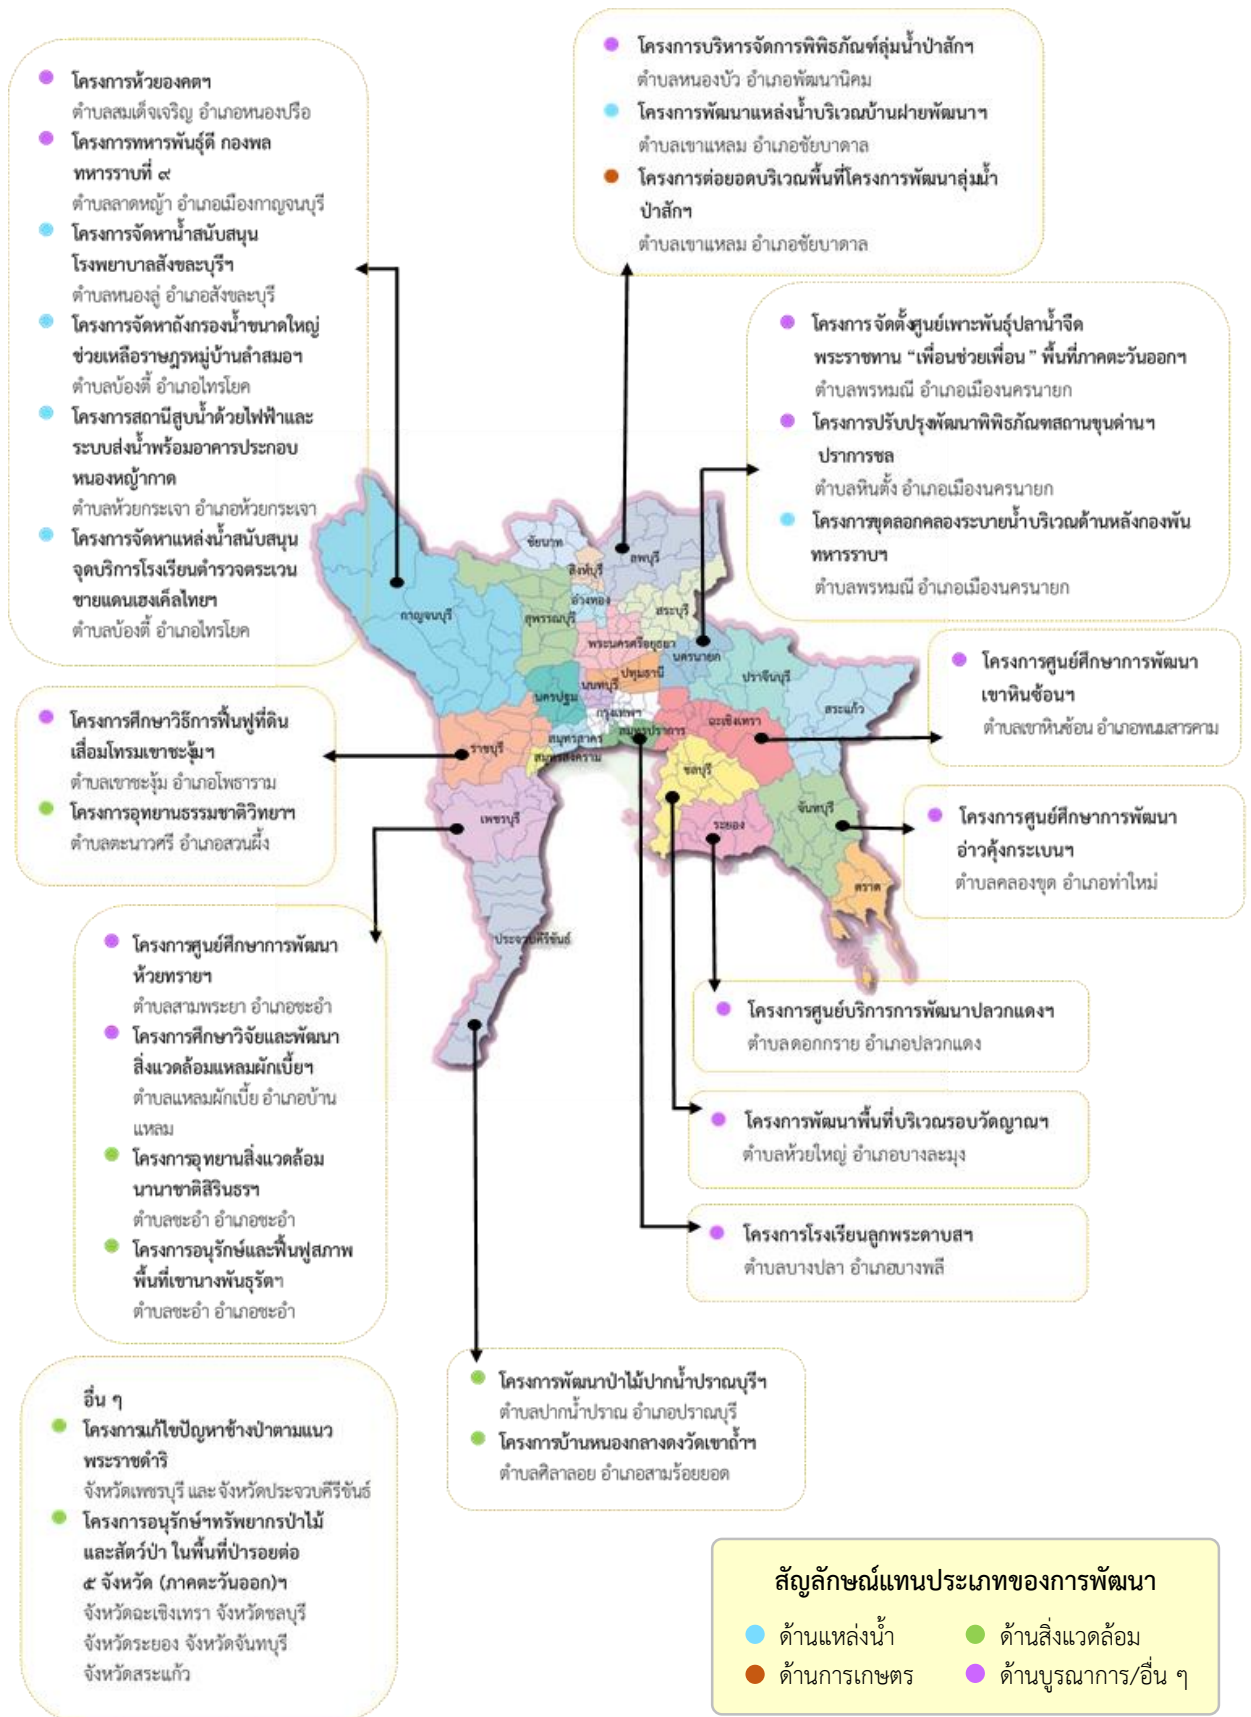 โครงการห้วยองคตฯ
ตำบลสมเด็จเจริญ อำเภอหนองปรือ
โครงการทหารพันธุ์ดี กองพล
ทหารราบที่ ๙
ตำบลลาดหญ้า อำเภอเมืองกาญจนบุรี
โครงการจัดหาน้ำสนับสนุน
โรงพยาบาลสังขละบุรีฯ
ตำบลหนองลู่ อำเภอสังขละบุรี
โครงการจัดหาถังกรองน้ำขนาดใหญ่
ช่วยเหลือราษฎรหมู่บ้านลำสมอฯ
ตำบลบ้องตี้ อำเภอไทรโยค
โครงการสถานีสูบน้ำด้วยไฟฟ้าและ
ระบบส่งน้ำพร้อมอาคารประกอบ
หนองหญ้ากาด
ตำบลห้วยกระเจา อำเภอห้วยกระเจา
โครงการจัดหาแหล่งน้ำสนับสนุน
จุดบริการโรงเรียนตำรวจตระเวน
ชายแดนเฮงเค็ลไทยฯ
ตำบลบ้องตี้ อำเภอไทรโยค
โครงการบริหารจัดการพิพิธภัณฑ์ลุ่มน้ำป่าสักฯ
ตำบลหนองบัว อำเภอพัฒนานิคม
โครงการพัฒนาแหล่งน้ำบริเวณบ้านฝายพัฒนาฯ
ตำบลเขาแหลม อำเภอชัยบาดาล
โครงการต่อยอดบริเวณพื้นที่โครงการพัฒนาลุ่มน้ำ
ป่าสักฯ
ตำบลเขาแหลม อำเภอชัยบาดาล
โครงการจัดตั้งศูนย์เพาะพันธุ์ปลาน้ำจืด
พระราชทาน “เพื่อนช่วยเพื่อน” พื้นที่ภาคตะวันออกฯ
ตำบลพรหมณี อำเภอเมืองนครนายก
โครงการปรับปรุงพัฒนาพิพิธภัณฑสถานขุนด่านฯ
ปราการชล
ตำบลหินตั้ง อำเภอเมืองนครนายก
โครงการขุดลอกคลองระบายน้ำบริเวณด้านหลังกองพัน
ทหารราบฯ
ตำบลพรหมณี อำเภอเมืองนครนายก
ชัยนาท
ลพบุรี
สิงห์บุรี
อ่างทอง
สระบุรี
กาญจนบุรี
สุพรรณบุรี
พระนครศรีอยุธยา
นครนายก
ปทุมธานี
ปราจีนบุรี
นนทบุรี
นครปฐม
กรุงเทพฯ
สระแก้ว
ฉะเชิงเทรา
สมุทรปราการ
สมุทรสาคร
ราชบุรี
สมุทรสงคราม
ชลบุรี
เพชรบุรี
ระยอง
จันทบุรี
ตราด
ประจวบคีรีขันธ์
โครงการศูนย์ศึกษาการพัฒนา
เขาหินซ้อนฯ
ตำบลเขาหินซ้อน อำเภอพนมสารคาม
โครงการศึกษาวิธีการฟื้นฟูที่ดิน
เสื่อมโทรมเขาชะงุ้มฯ
ตำบลเขาชะงุ้ม อำเภอโพธาราม
โครงการอุทยานธรรมชาติวิทยาฯ
ตำบลตะนาวศรี อำเภอสวนผึ้ง
โครงการศูนย์ศึกษาการพัฒนา
อ่าวคุ้งกระเบนฯ
ตำบลคลองขุด อำเภอท่าใหม่
โครงการศูนย์ศึกษาการพัฒนา
ห้วยทรายฯ
ตำบลสามพระยา อำเภอชะอำ
โครงการศึกษาวิจัยและพัฒนา
สิ่งแวดล้อมแหลมผักเบี้ยฯ
ตำบลแหลมผักเบี้ย อำเภอบ้าน
แหลม
โครงการอุทยานสิ่งแวดล้อม
นานาชาติสิรินธรฯ
ตำบลชะอำ อำเภอชะอำ
โครงการอนุรักษ์และฟื้นฟูสภาพ
พื้นที่เขานางพันธุรัตฯ
ตำบลชะอำ อำเภอชะอำ
โครงการศูนย์บริการการพัฒนาปลวกแดงฯ
ตำบลดอกกราย อำเภอปลวกแดง
โครงการพัฒนาพื้นที่บริเวณรอบวัดญาณฯ
ตำบลห้วยใหญ่ อำเภอบางละมุง
โครงการโรงเรียนลูกพระดาบสฯ
ตำบลบางปลา อำเภอบางพลี
โครงการพัฒนาป่าไม้ปากน้ำปราณบุรีฯ
ตำบลปากน้ำปราณ อำเภอปราณบุรี
โครงการบ้านหนองกลางดงวัดเขาถ้ำฯ
ตำบลศิลาลอย อำเภอสามร้อยยอด
อื่น ๆ
โครงการแก้ไขปัญหาช้างป่าตามแนว
พระราชดำริ
จังหวัดเพชรบุรี และ จังหวัดประจวบคีรีขันธ์
โครงการอนุรักษ์ฯทรัพยากรป่าไม้
และสัตว์ป่า ในพื้นที่ป่ารอยต่อ
๕ จังหวัด (ภาคตะวันออก)ฯ
จังหวัดฉะเชิงเทรา จังหวัดชลบุรี
จังหวัดระยอง จังหวัดจันทบุรี
จังหวัดสระแก้ว
สัญลักษณ์แทนประเภทของการพัฒนา
ด้านแหล่งน้ำ
ด้านสิ่งแวดล้อม
ด้านการเกษตร
ด้านบูรณาการ/อื่น ๆ